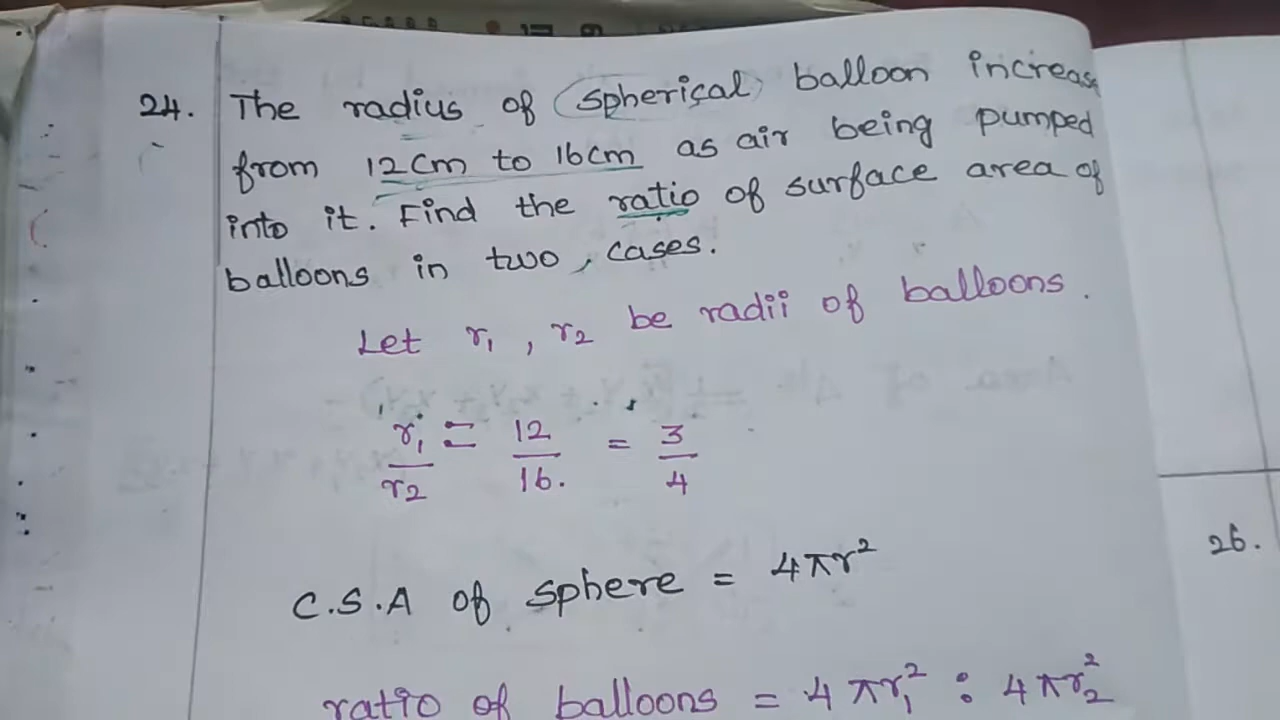 24. The radius of spherical balloon increase
from 12cm to 16cm as air being pumped
into it. Find the ratio of surface area of
balloons in two, cases.
Let r₁, r₂ be radii of balloons.
r₁/r₂ = 12/16. = 3/4
C.S.A of sphere = 4πr²
26.
ratio of balloons = 4πr₁² : 4πr₂²